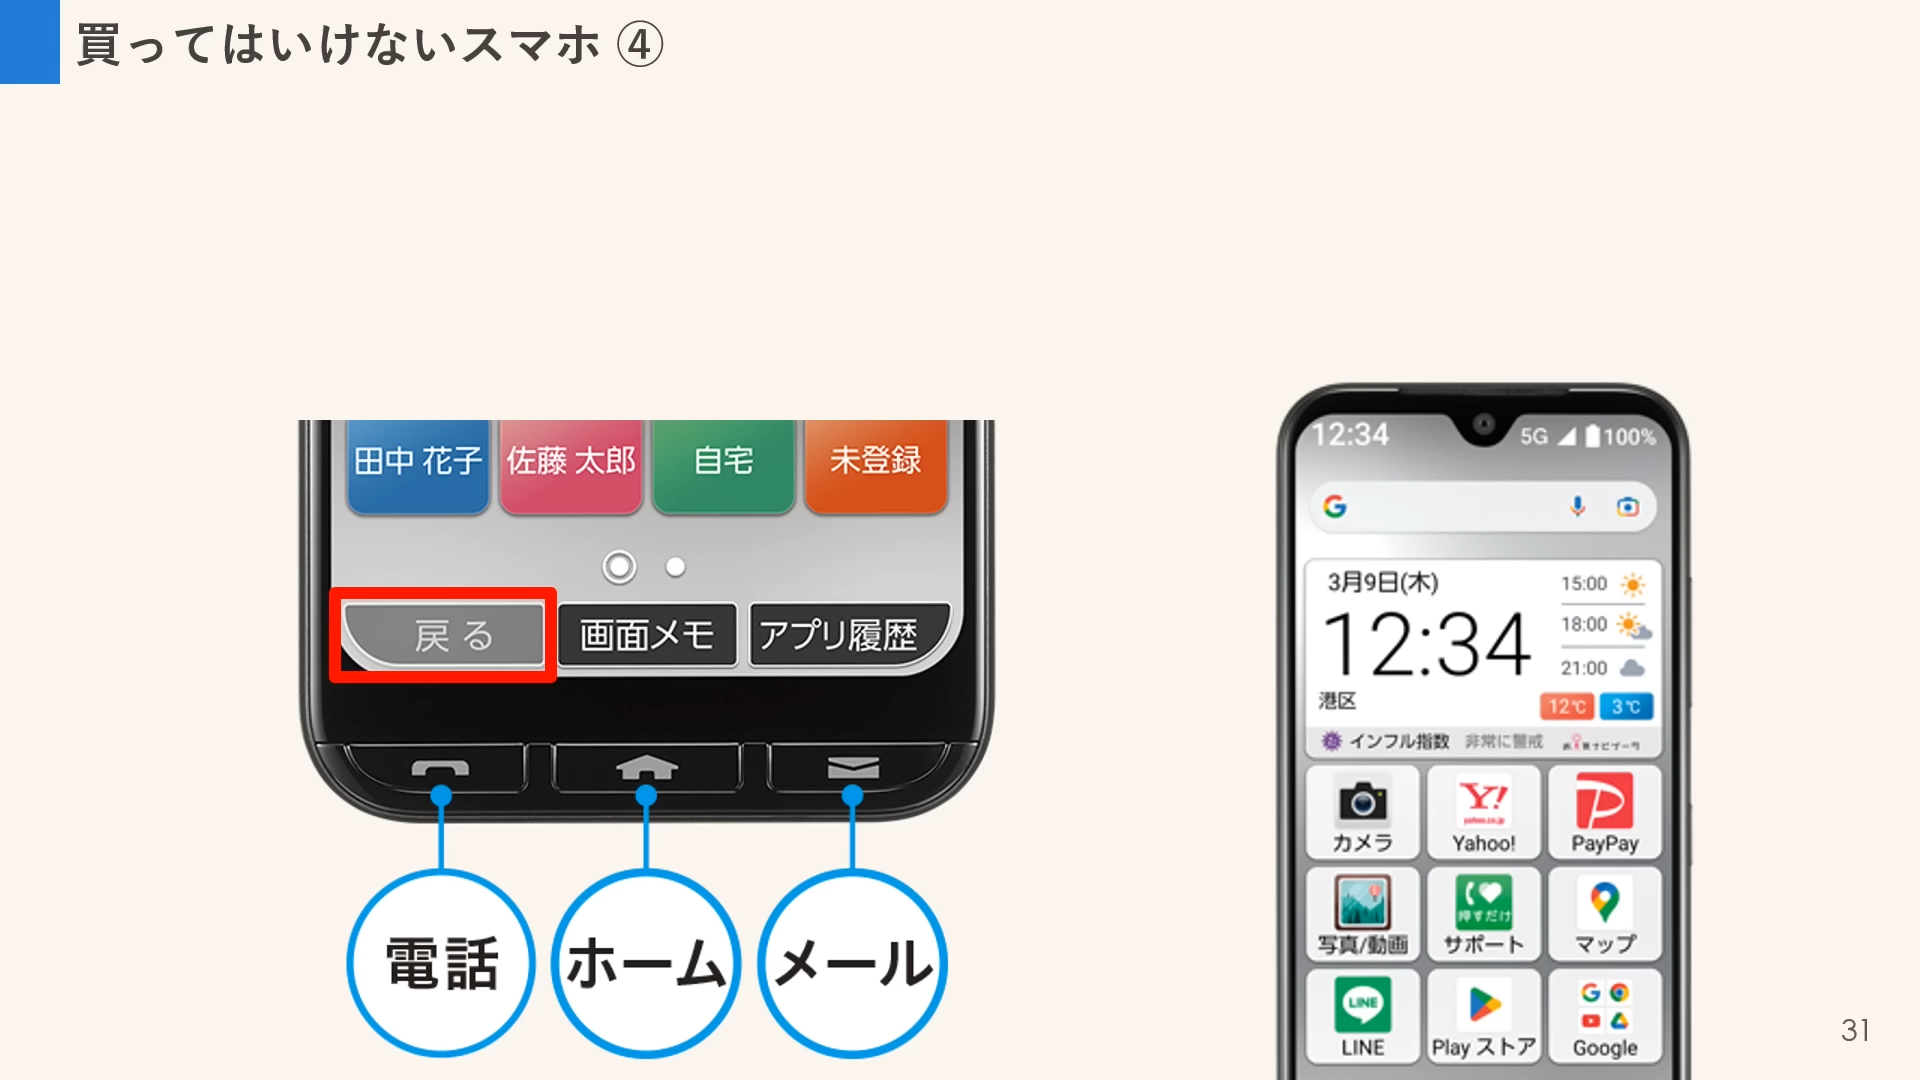 買ってはいけないスマホ ④
田中 花子
佐藤 太郎
自宅
未登録
戻る
画面メモ
アプリ履歴
電話
ホーム
メール
12:34
5G
100%
3月9日(木)
12:34
港区
15:00
18:00
21:00
12℃
3℃
インフル指数 非常に警戒
カメラ
Y!
Yahoo!
PayPay
写真/動画
押すだけ
サポート
マップ
LINE
LINE
Play ストア
Google
31